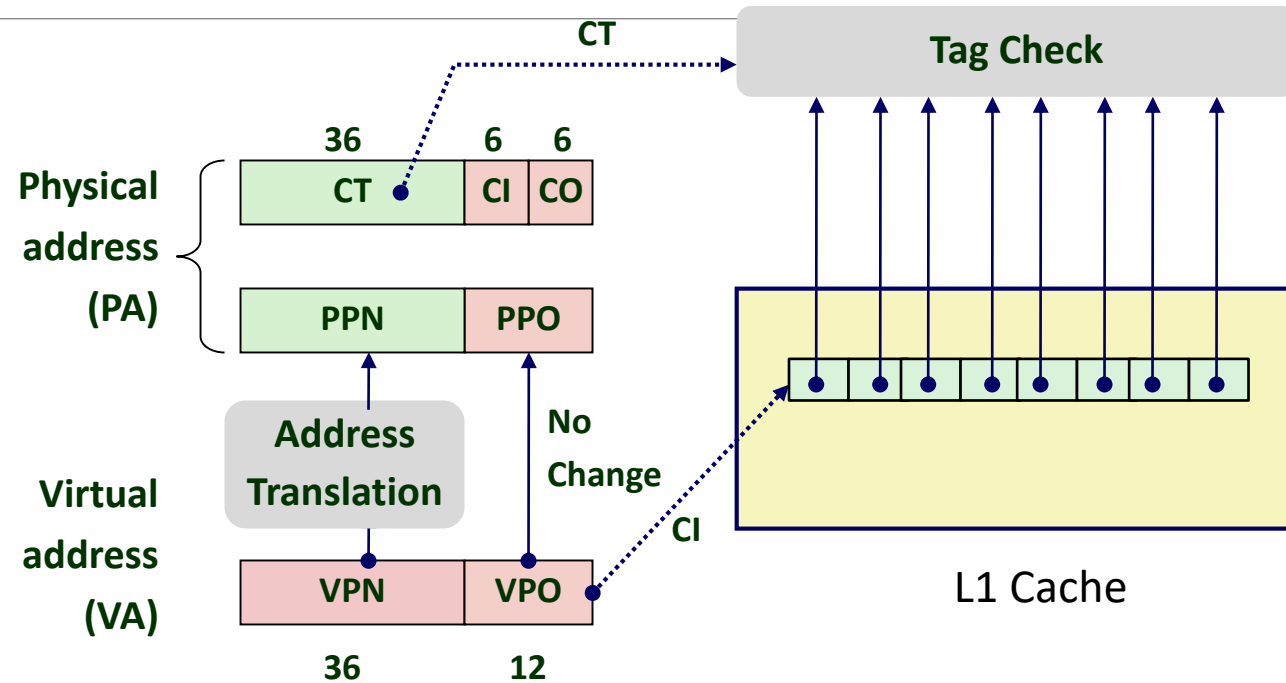 CT
Tag Check
36 6 6
CT CI CO
Physical
address
(PA)
PPN PPO
Address
Translation
No
Change
Virtual
address
(VA)
CI
VPN VPO
36 12
L1 Cache